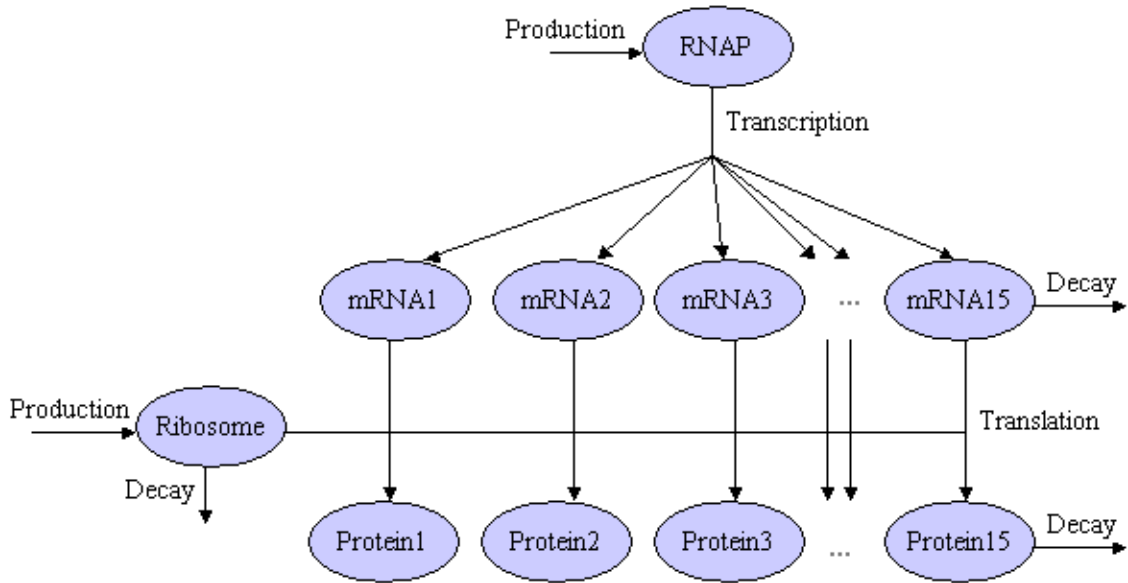 Production
RNAP
Transcription
mRNA1
mRNA2
mRNA3
...
mRNA15
Decay
Production
Ribosome
Translation
Decay
Protein1
Protein2
Protein3
...
Protein15
Decay